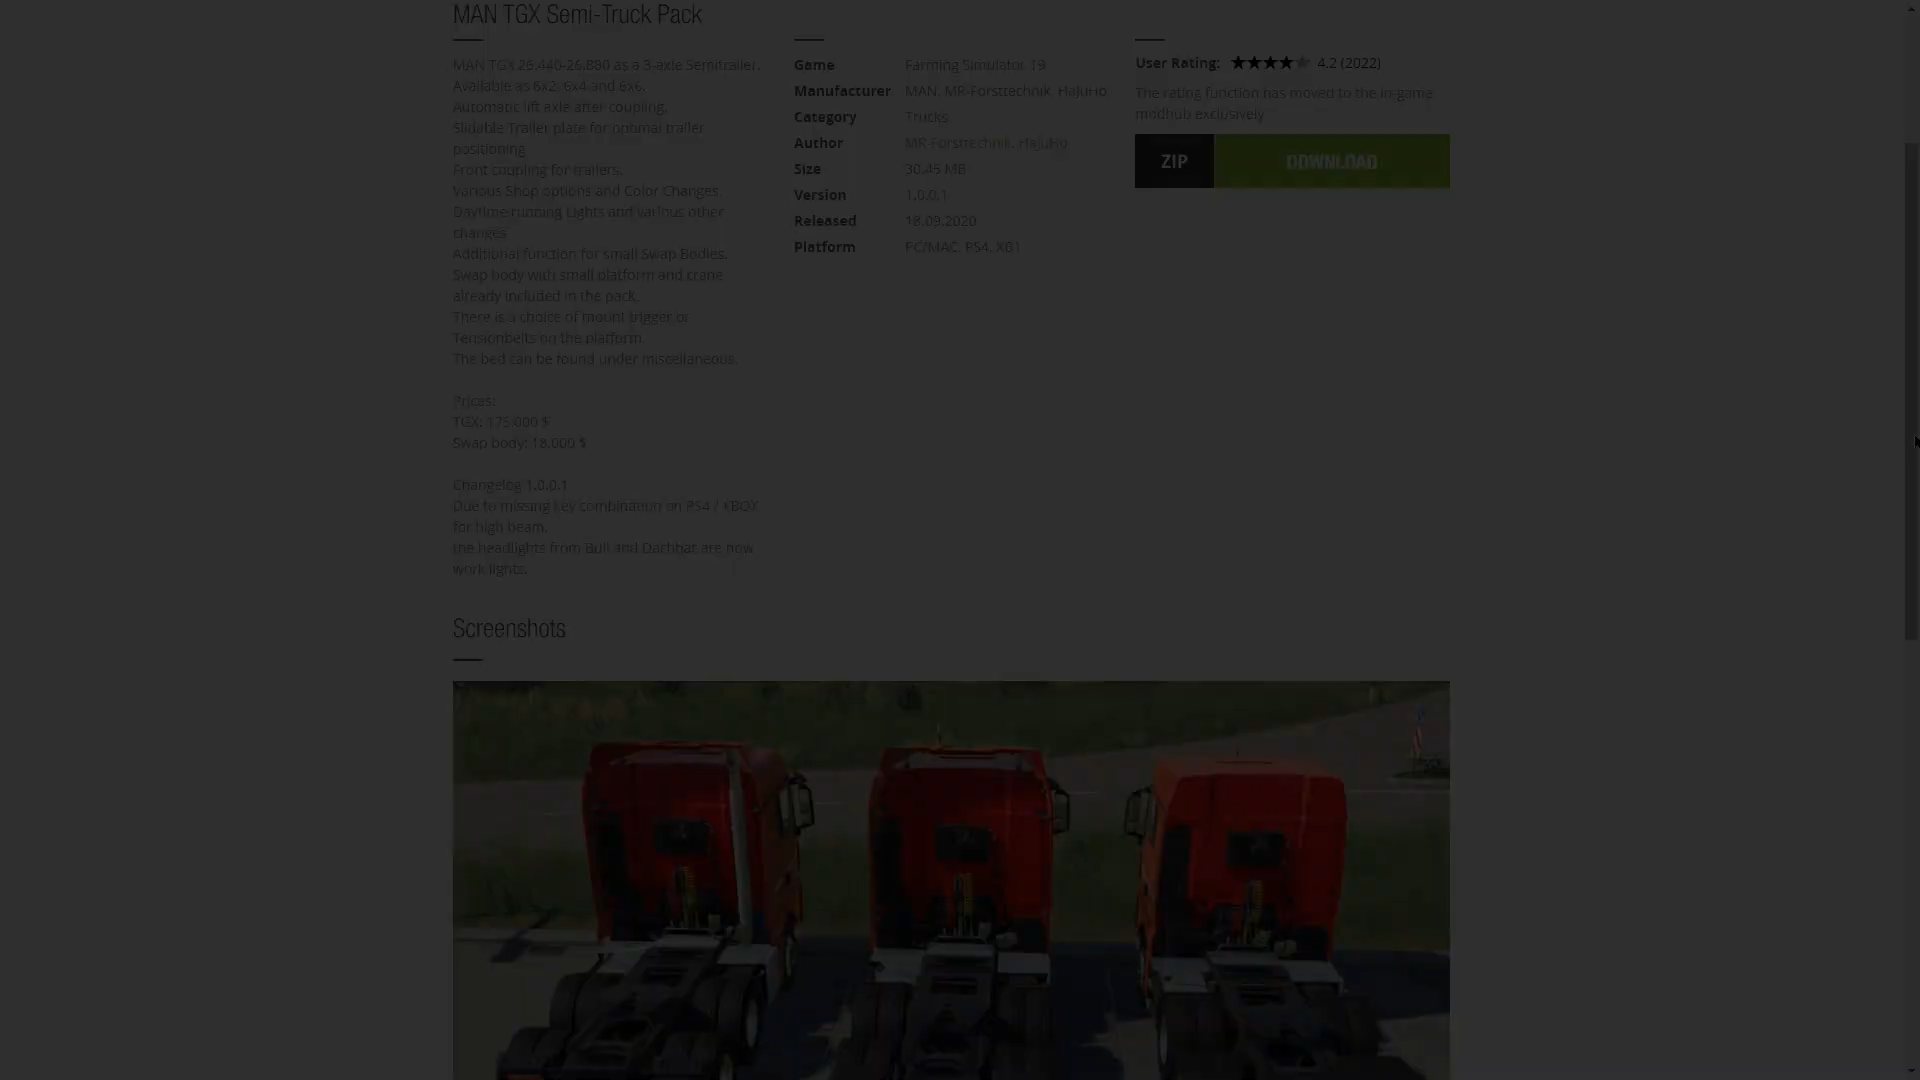 MAN TGX Semi-Truck Pack
MAN TGX 26.440-26.880 as a 3-axle Semitrailer.
Available as 6x2, 6x4 and 6x6.
Automatic lift axle after coupling.
Slidable Trailer plate for optimal trailer
positioning
Front coupling for trailers.
Various Shop options and Color Changes.
Daytime running Lights and various other
changes
Additional function for small Swap Bodies.
Swap body with small platform and crane
already included in the pack.
There is a choice of mount trigger or
Tensionbelts on the platform.
The bed can be found under miscellaneous.
Prices:
TGX: 175.000 $
Swap body: 18.000 $
Changelog 1.0.0.1
Due to missing key combination on PS4 / XBOX
for high beam,
the headlights from Bull and Dachhat are now
work lights.
Game Farming Simulator 19
Manufacturer MAN, MR-Forsttechnik, HaJuHo
Category Trucks
Author MR Forsttechnik, HaJuHo
Size 30.45 MB
Version 1.0.0.1
Released 18.09.2020
Platform PC/MAC, PS4, XB1
User Rating: 4.2 (2022)
The rating function has moved to the in-game
modhub exclusively
ZIP DOWNLOAD
Screenshots